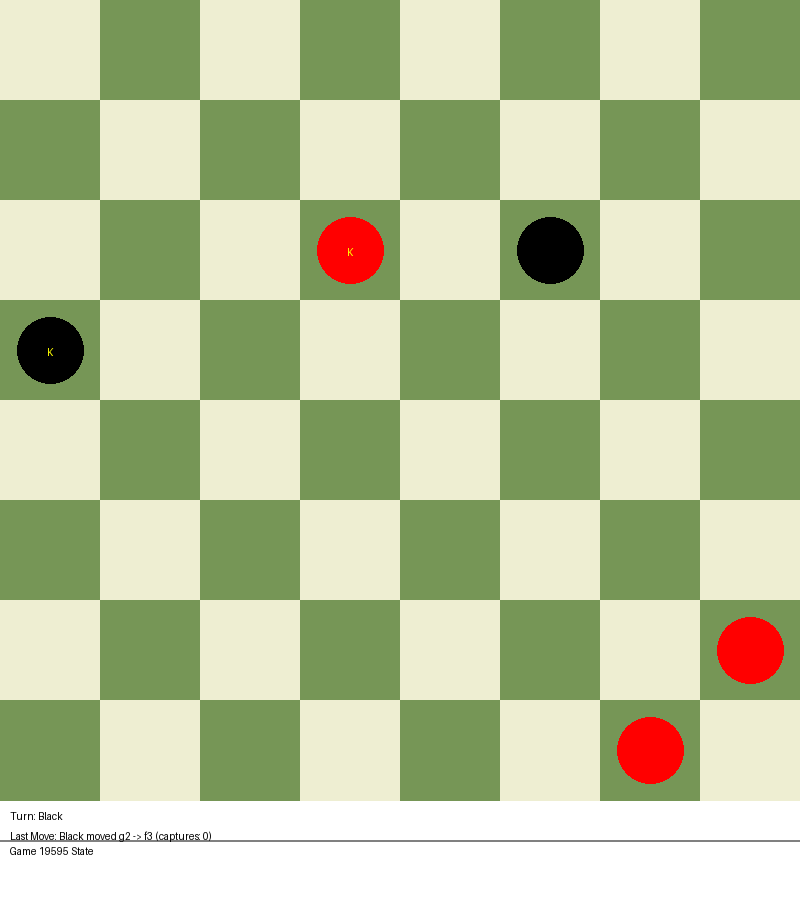 K
K
Turn: Black
Last Move: Black moved g2 -> f3 (captures: 0)
Game 19595 State